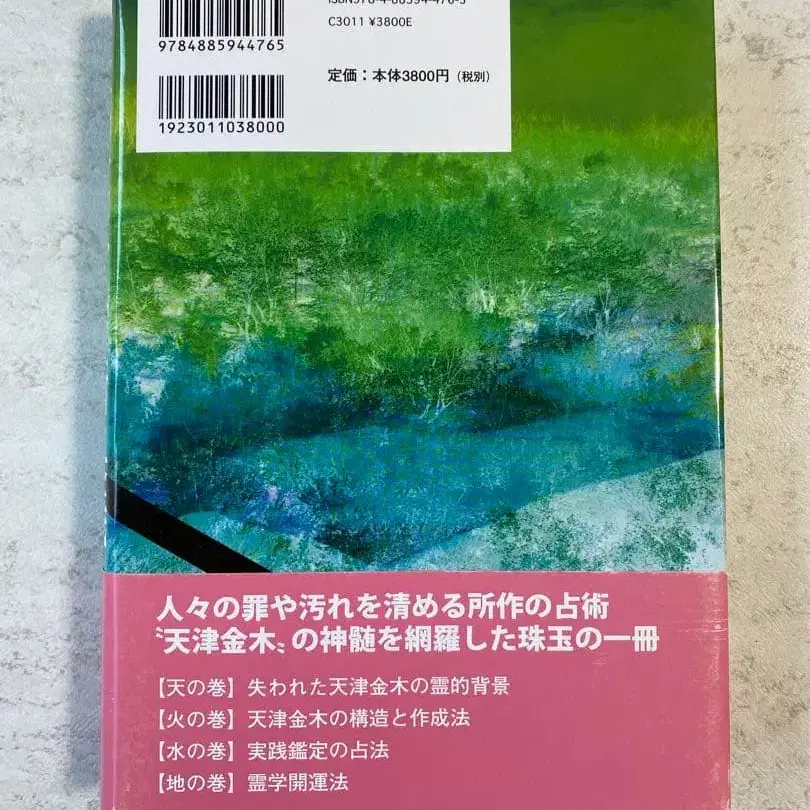 ISBN978-4-88594-476-5
9784885944765
C3011 ¥3800E
定価：本体3800円（税別）
1923011038000
人々の罪や汚れを清める所作の占術
〝天津金木〟の神髄を網羅した珠玉の一冊
【天の巻】失われた天津金木の霊的背景
【火の巻】天津金木の構造と作成法
【水の巻】実践鑑定の占法
【地の巻】霊学開運法